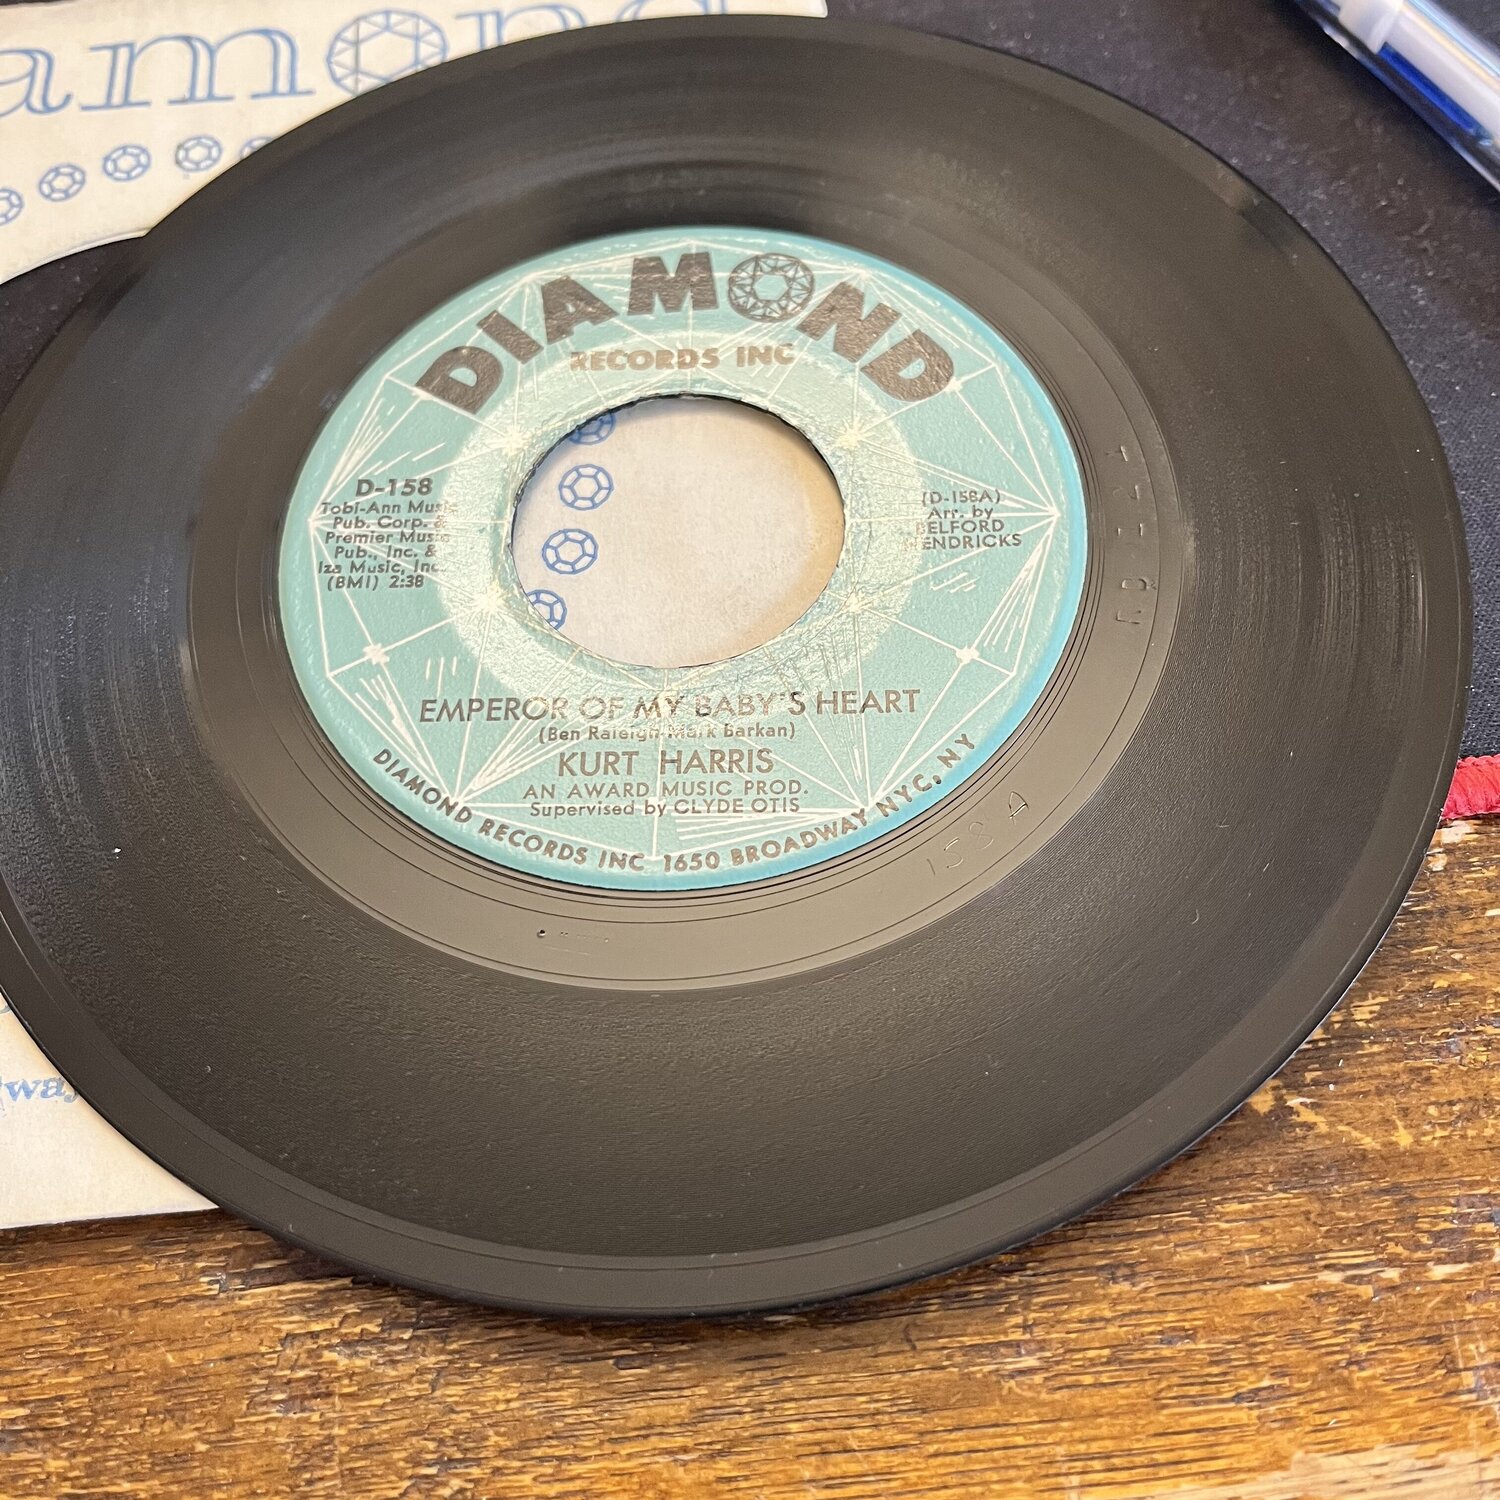 DIAMOND
RECORDS INC
D-158
Tobi-Ann Music
Pub. Corp. &
Premier Music
Pub., Inc. &
Iza Music, Inc.
(BMI) 2:38
(D-158A)
Arr. by
BELFORD
HENDRICKS
EMPEROR OF MY BABY'S HEART
(Ben Raleigh-Mark Barkan)
KURT HARRIS
AN AWARD MUSIC PROD.
Supervised by CLYDE OTIS
DIAMOND RECORDS INC 1650 BROADWAY NYC, NY
158 A